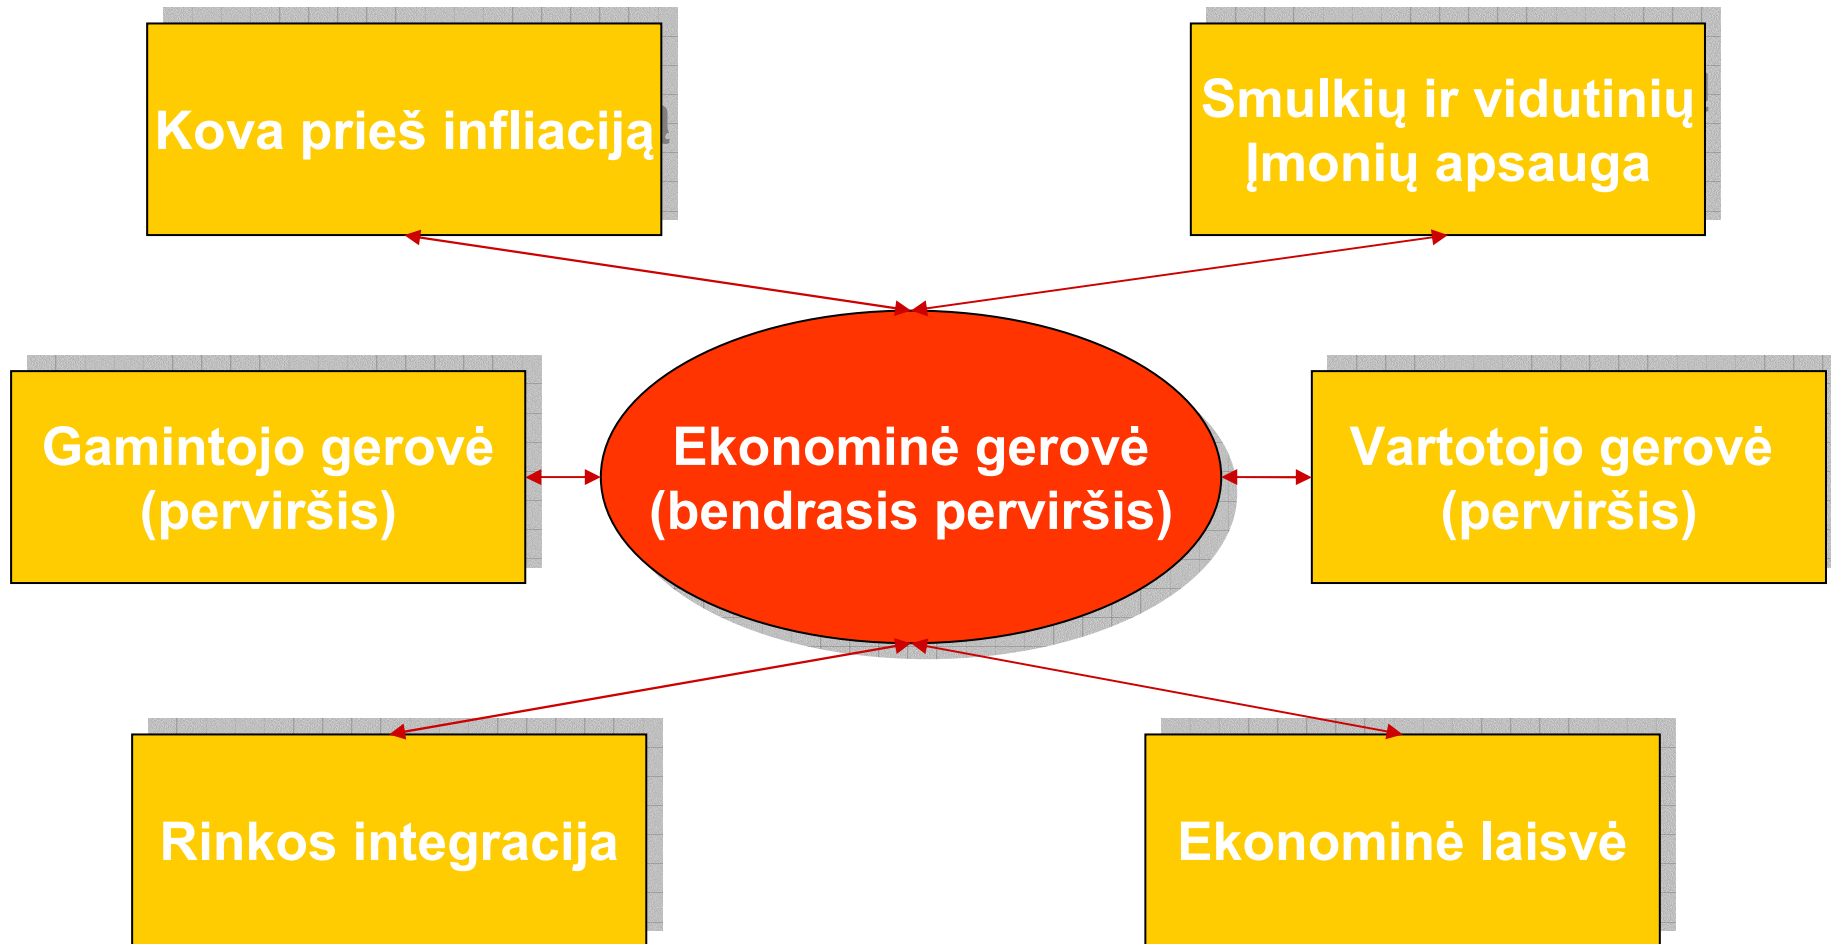 Kova prieš infliaciją
Smulkių ir vidutinių
Įmonių apsauga
Gamintojo gerovė
(perviršis)
Ekonominė gerovė
(bendrasis perviršis)
Vartotojo gerovė
(perviršis)
Rinkos integracija
Ekonominė laisvė